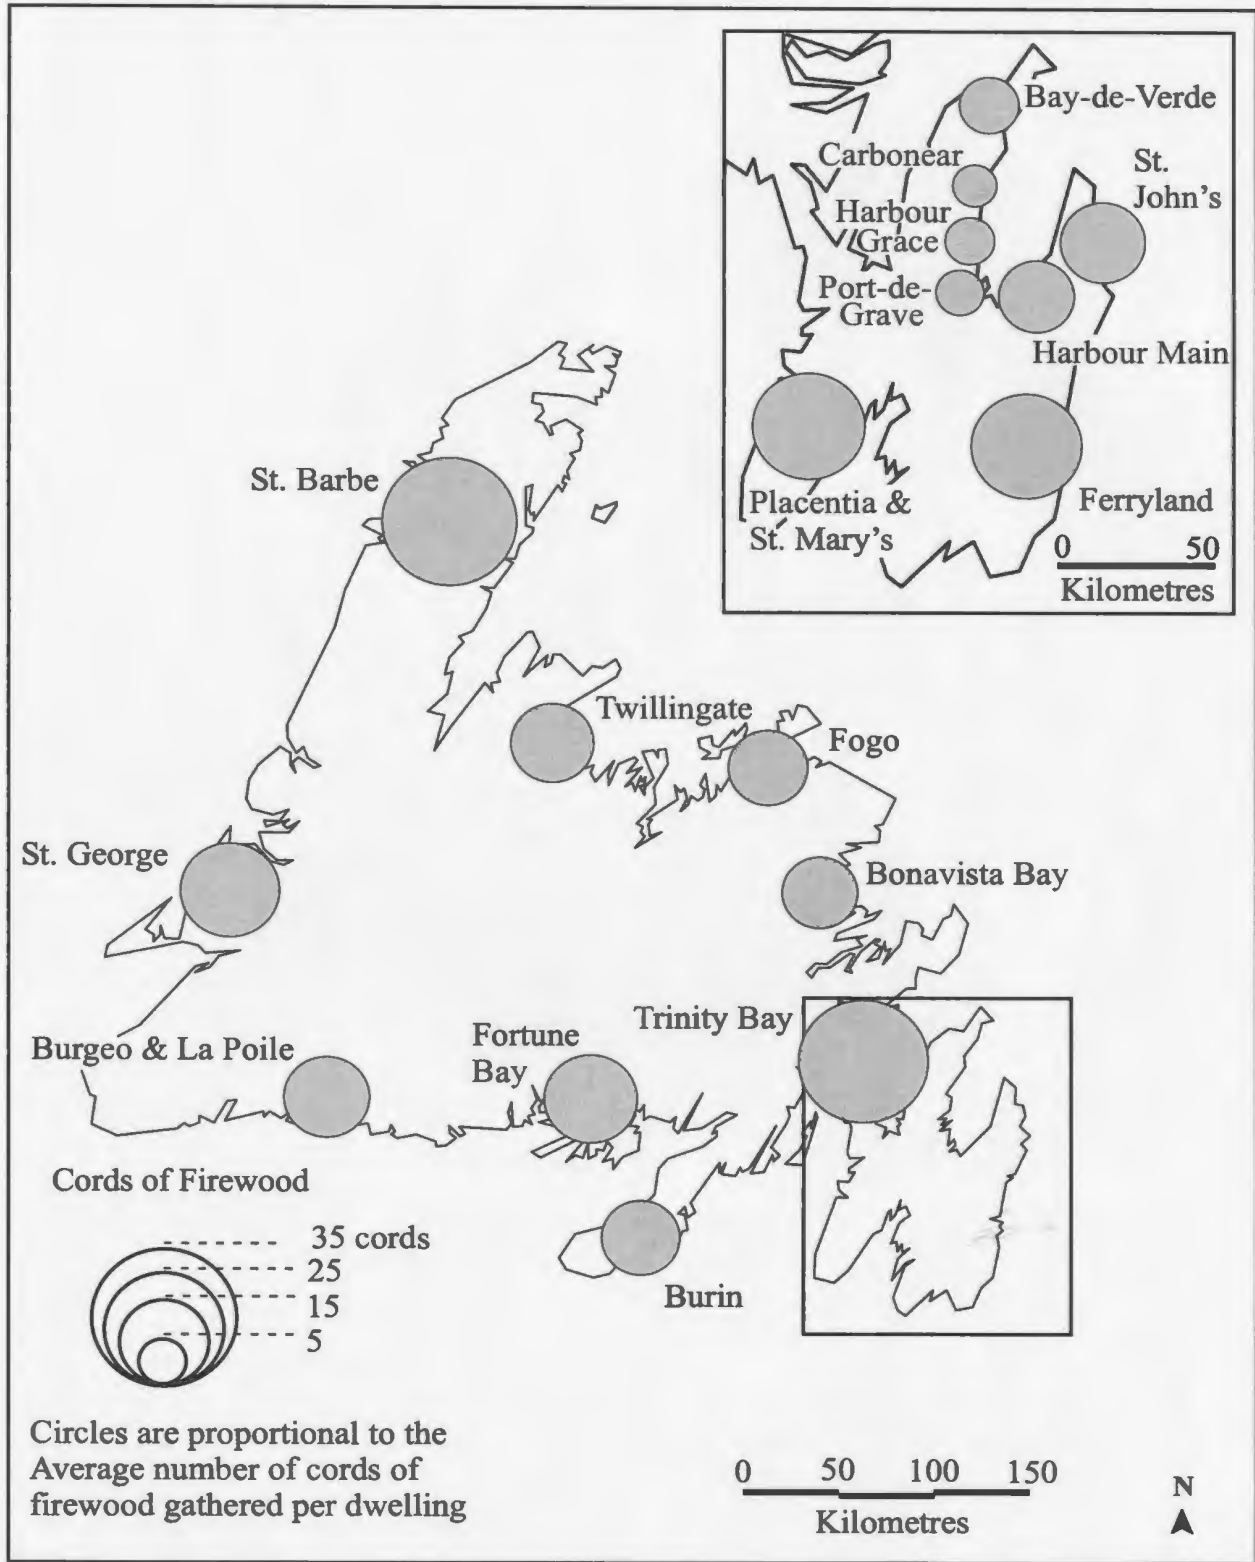 Bay-de-Verde
Carbonear
St.
John's
Harbour
Grace
Port-de-
Grave
Harbour Main
Placentia &
St. Mary's
Ferryland
0 50
Kilometres
St. Barbe
Twillingate
Fogo
St. George
Bonavista Bay
Trinity Bay
Burgeo & La Poile
Fortune
Bay
Burin
Cords of Firewood
35 cords
25
15
5
Circles are proportional to the
Average number of cords of
firewood gathered per dwelling
0 50 100 150
Kilometres
N